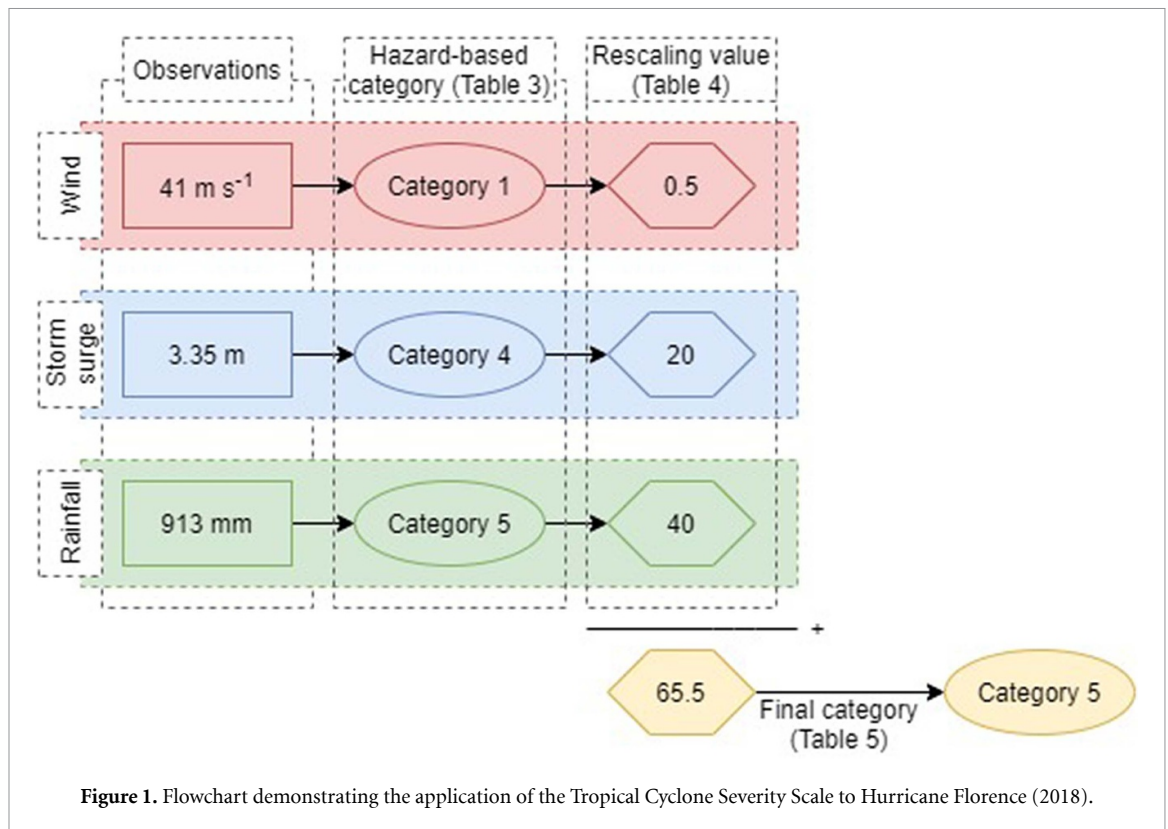 Observations
Hazard-based
category (Table 3)
Rescaling value
(Table 4)
Wind
41 m s⁻¹
Category 1
0.5
Storm
surge
3.35 m
Category 4
20
Rainfall
913 mm
Category 5
40
+
65.5
Final category
(Table 5)
Category 5
Figure 1. Flowchart demonstrating the application of the Tropical Cyclone Severity Scale to Hurricane Florence (2018).